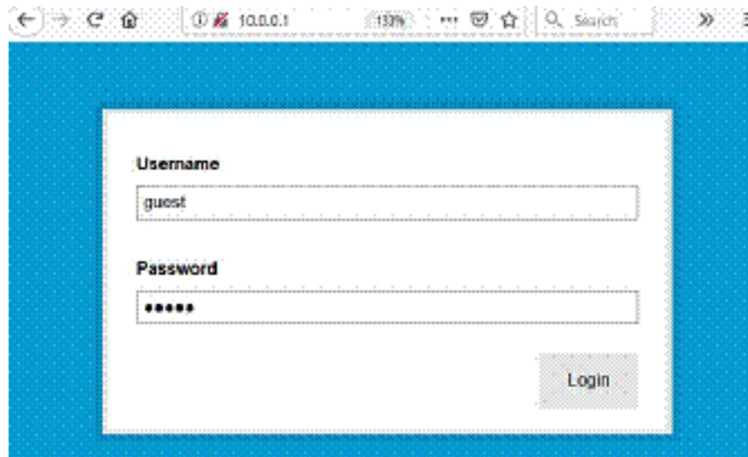 10.0.0.1 133% Search
Username
guest
Password
•••••
Login